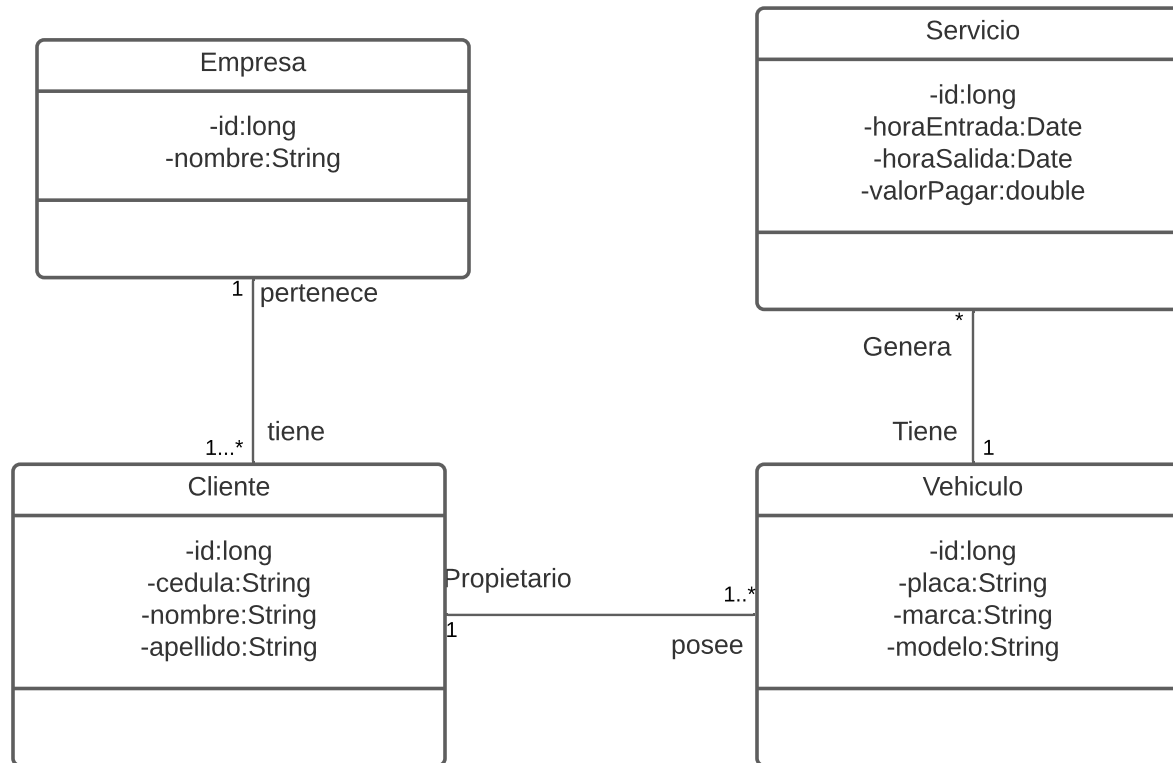 Empresa
-id:long
-nombre:String
1
pertenece
tiene
1...*
Servicio
-id:long
-horaEntrada:Date
-horaSalida:Date
-valorPagar:double
*
Genera
Tiene
1
Cliente
-id:long
-cedula:String
-nombre:String
-apellido:String
Propietario
1
1..*
posee
Vehiculo
-id:long
-placa:String
-marca:String
-modelo:String